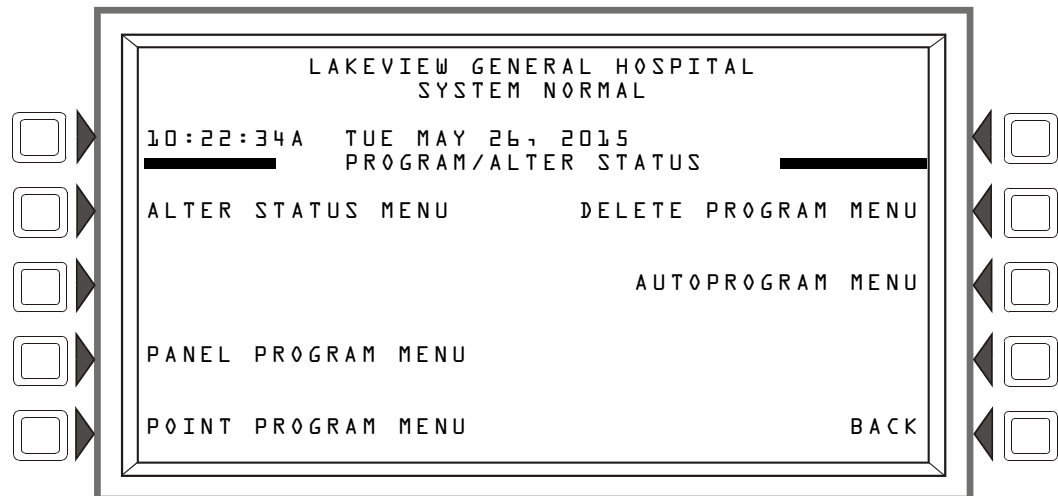 LAKEVIEW GENERAL HOSPITAL
SYSTEM NORMAL
10:22:34A TUE MAY 26, 2015
PROGRAM/ALTER STATUS
ALTER STATUS MENU DELETE PROGRAM MENU
AUTOPROGRAM MENU
PANEL PROGRAM MENU
POINT PROGRAM MENU BACK